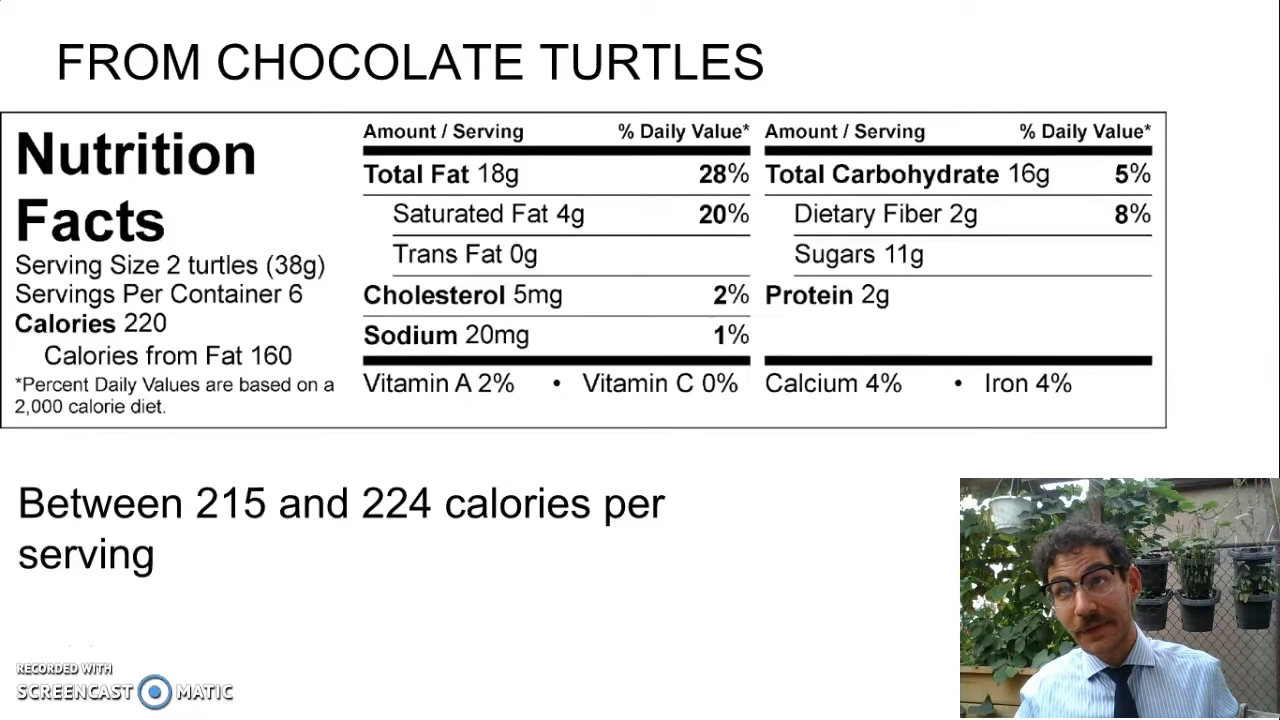 FROM CHOCOLATE TURTLES
Nutrition
Facts
Serving Size 2 turtles (38g)
Servings Per Container 6
Calories 220
Calories from Fat 160
*Percent Daily Values are based on a
2,000 calorie diet.
Amount / Serving % Daily Value*
Total Fat 18g 28%
Saturated Fat 4g 20%
Trans Fat 0g
Cholesterol 5mg 2%
Sodium 20mg 1%
Vitamin A 2% • Vitamin C 0%
Amount / Serving % Daily Value*
Total Carbohydrate 16g 5%
Dietary Fiber 2g 8%
Sugars 11g
Protein 2g
Calcium 4% • Iron 4%
Between 215 and 224 calories per
serving
RECORDED WITH
SCREENCAST MATIC